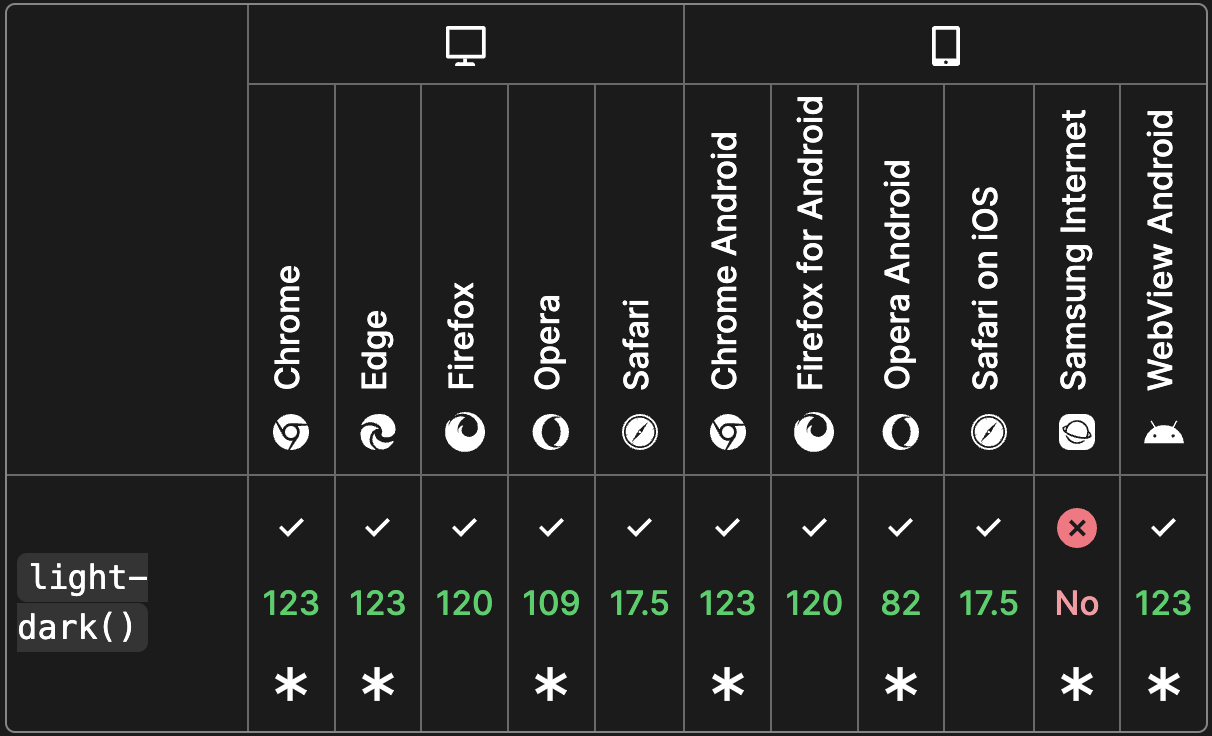 Chrome
Edge
Firefox
Opera
Safari
Chrome Android
Firefox for Android
Opera Android
Safari on iOS
Samsung Internet
WebView Android
light-
dark()
123
123
120
109
17.5
123
120
82
17.5
No
123
*
*
*
*
*
*
*